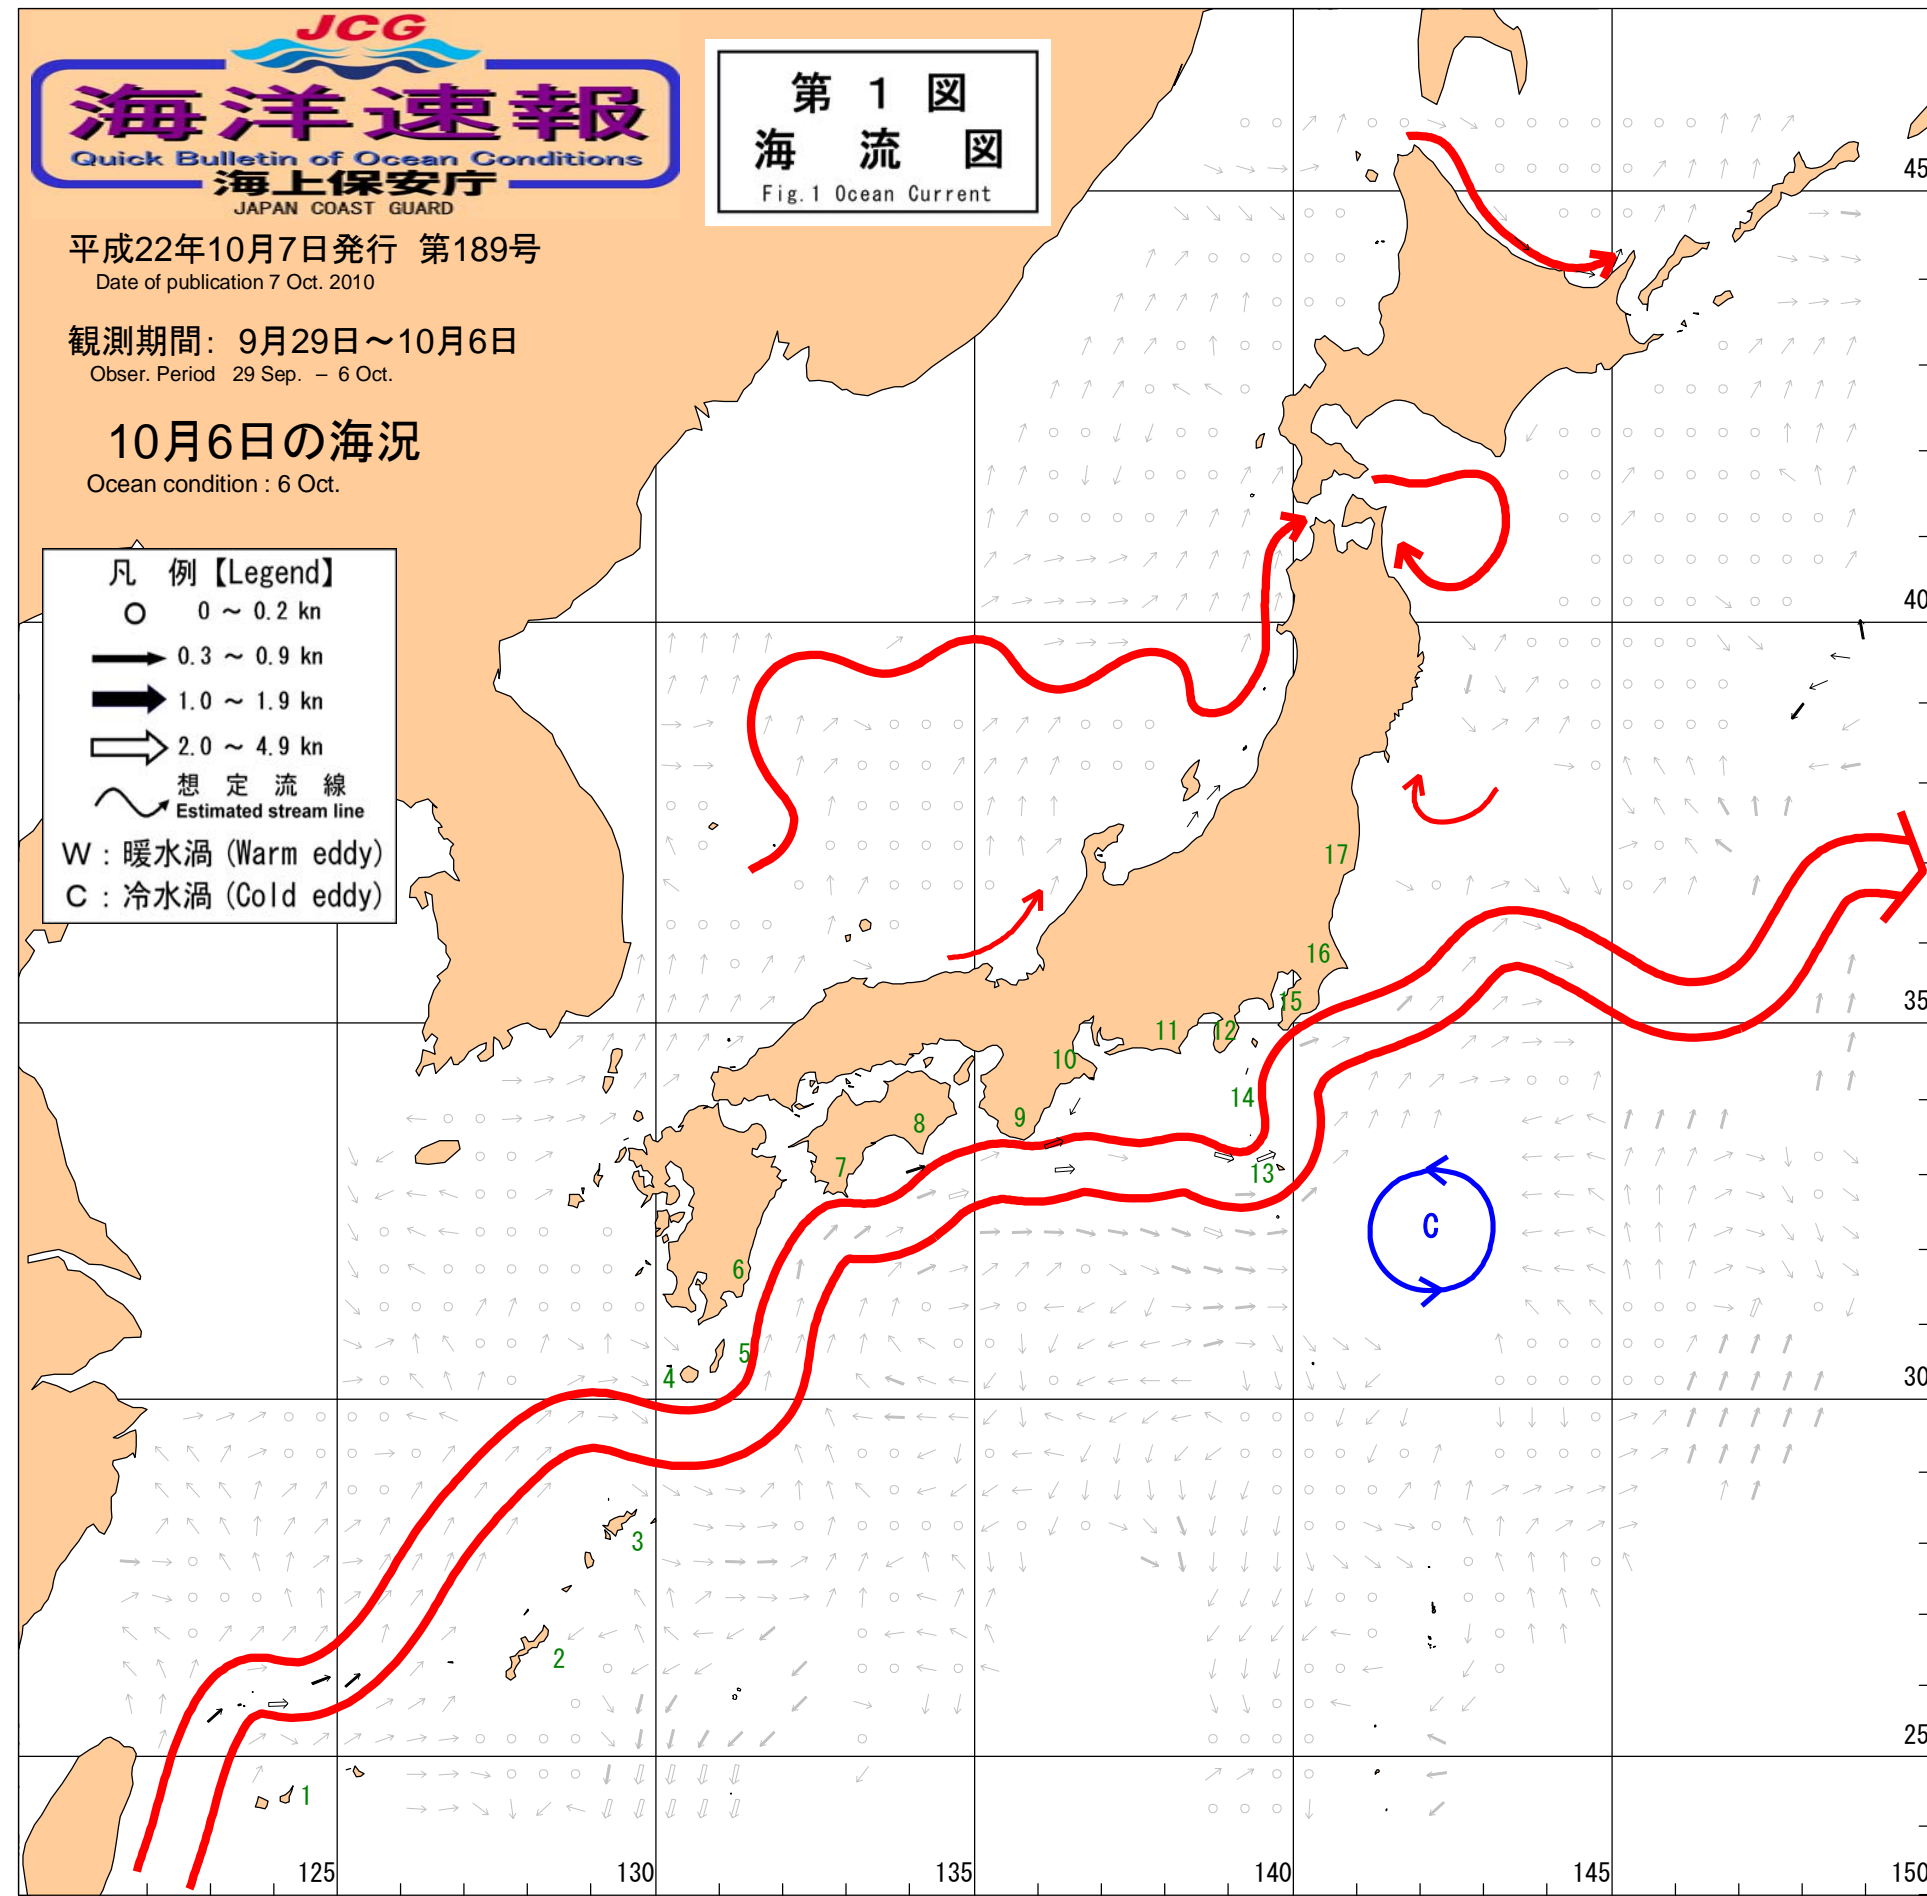 JCG
海洋速報
Quick Bulletin of Ocean Conditions
海上保安庁
JAPAN COAST GUARD
第 1 図
海 流 図
Fig.1 Ocean Current
平成22年10月7日発行 第189号
Date of publication 7 Oct. 2010
観測期間: 9月29日～10月6日
Obser. Period 29 Sep. – 6 Oct.
10月6日の海況
Ocean condition : 6 Oct.
凡 例【Legend】
0 ～ 0.2 kn
0.3 ～ 0.9 kn
1.0 ～ 1.9 kn
2.0 ～ 4.9 kn
想 定 流 線
Estimated stream line
W : 暖水渦 (Warm eddy)
C : 冷水渦 (Cold eddy)
45
40
17
16
35
15
12
11
10
14
9
8
7
13
C
6
5
4
30
3
2
25
1
125
130
135
140
145
150